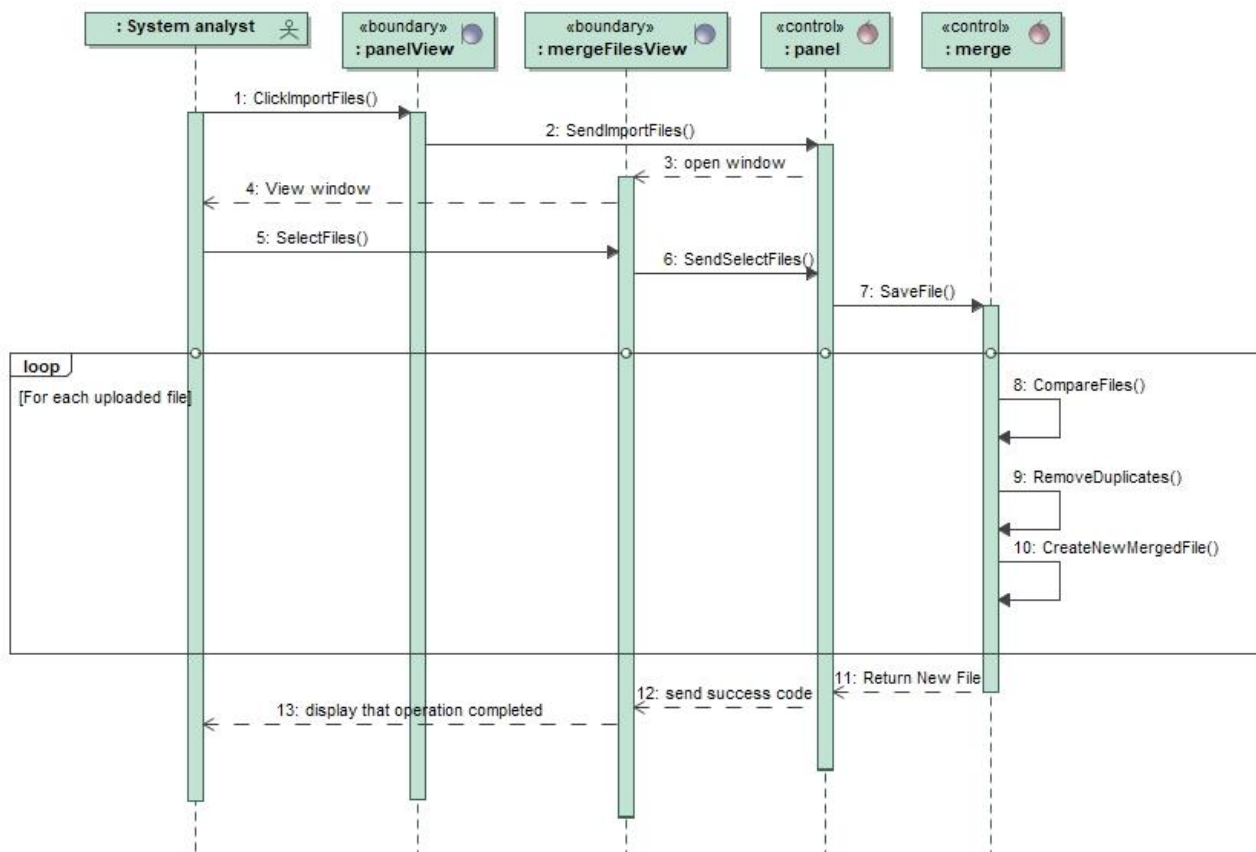 : System analyst
«boundary»
: panelView
«boundary»
: mergeFilesView
«control»
: panel
«control»
: merge
1: ClickImportFiles()
2: SendImportFiles()
3: open window
4: View window
5: SelectFiles()
6: SendSelectFiles()
7: SaveFile()
loop
[For each uploaded file]
8: CompareFiles()
9: RemoveDuplicates()
10: CreateNewMergedFile()
11: Return New File
12: send success code
13: display that operation completed